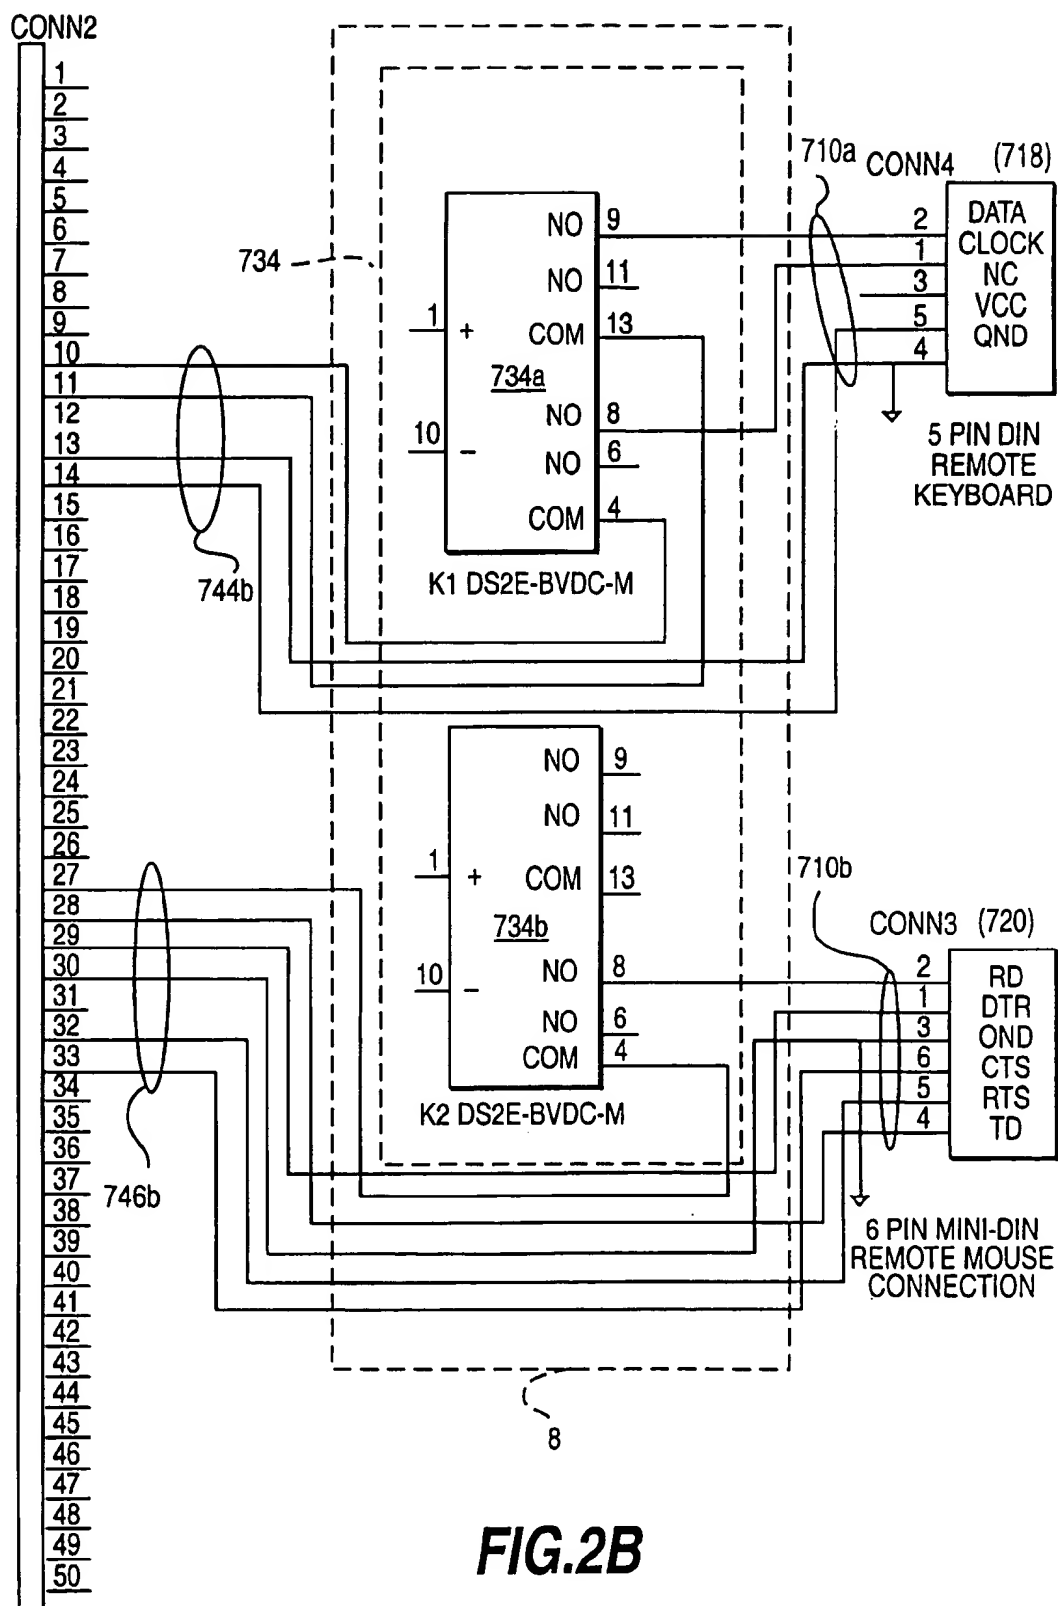 CONN2
1
2
3
4
5
6
7
8
9
10
11
12
13
14
15
16
17
18
19
20
21
22
23
24
25
26
27
28
29
30
31
32
33
34
35
36
37
38
39
40
41
42
43
44
45
46
47
48
49
50
744b
746b
734
8
NO 9
NO 11
1 + COM 13
734a
NO 8
10 - NO 6
COM 4
K1 DS2E-BVDC-M
NO 9
NO 11
1 + COM 13
734b
10 - NO 8
NO 6
COM 4
K2 DS2E-BVDC-M
710a
CONN4 (718)
2 DATA
1 CLOCK
3 NC
VCC
5 QND
4
5 PIN DIN
REMOTE
KEYBOARD
710b
CONN3 (720)
2 RD
1 DTR
3 OND
6 CTS
5 RTS
4 TD
6 PIN MINI-DIN
REMOTE MOUSE
CONNECTION
FIG.2B